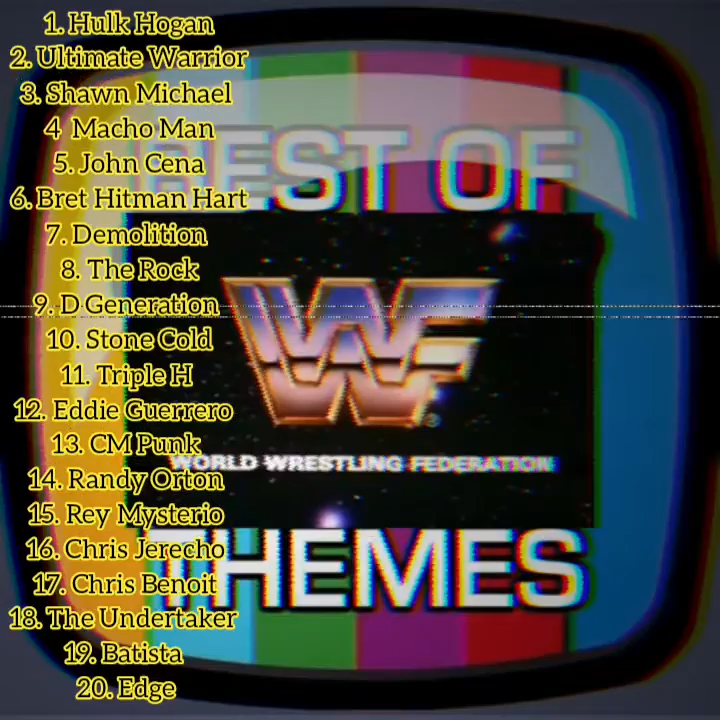 1. Hulk Hogan
2. Ultimate Warrior
3. Shawn Michael
4 Macho Man
5. John Cena
6. Bret Hitman Hart
7. Demolition
8. The Rock
9. D Generation
10. Stone Cold
11. Triple H
12. Eddie Guerrero
13. CM Punk
14. Randy Orton
15. Rey Mysterio
16. Chris Jerecho
17. Chris Benoit
18. The Undertaker
19. Batista
20. Edge
BEST OF
WWF
®
WORLD WRESTLING FEDERATION
THEMES